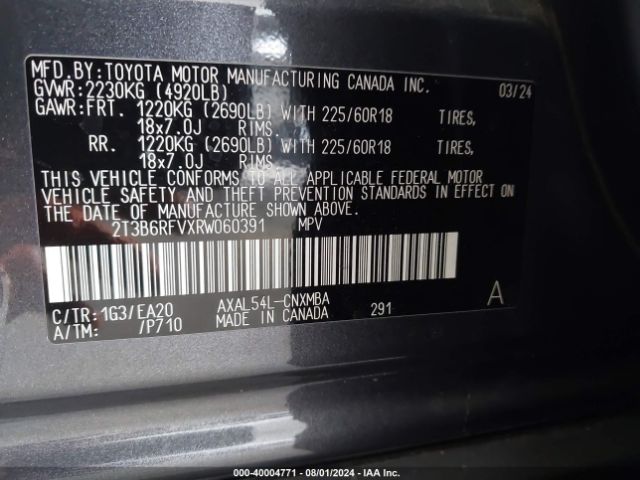 MFD.BY:TOYOTA MOTOR MANUFACTURING CANADA INC.
GVWR:2230KG (4920LB) 03/24
GAWR:FRT. 1220KG (2690LB) WITH 225/60R18 TIRES,
18x7.0J RIMS.
RR. 1220KG (2690LB) WITH 225/60R18 TIRES,
18x7.0J RIMS.
THIS VEHICLE CONFORMS TO ALL APPLICABLE FEDERAL MOTOR
VEHICLE SAFETY AND THEFT PREVENTION STANDARDS IN EFFECT ON
THE DATE OF MANUFACTURE SHOWN ABOVE.
2T3B6RFVXRW060391 MPV
C/TR:1G3/EA20 AXAL54L-CNXMBA 291 A
A/TM: /P710 MADE IN CANADA
AXX-40004771 - 08/01/2024 - IAA Inc.